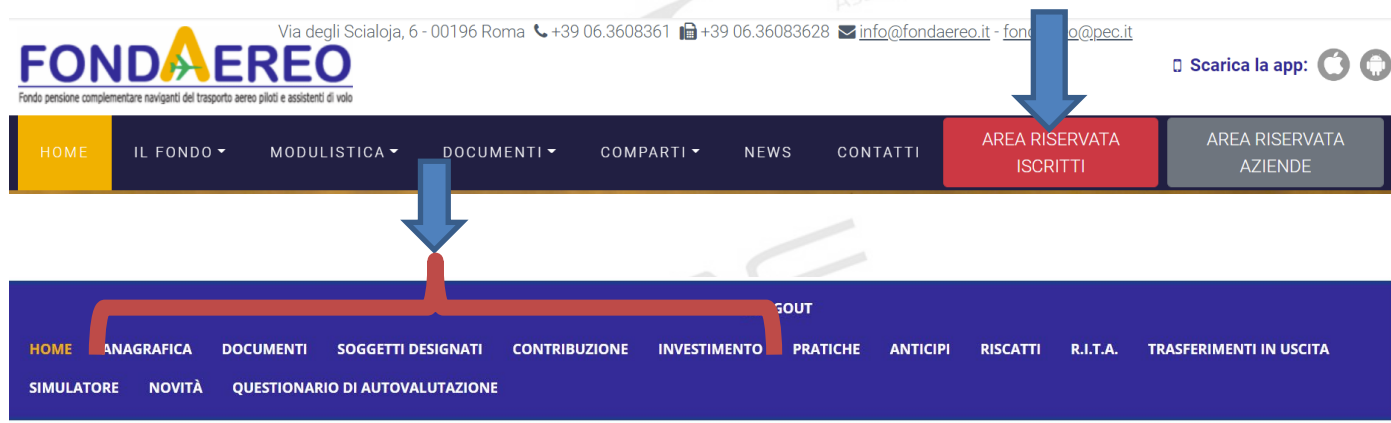 Via degli Scialoja, 6 - 00196 Roma +39 06.3608361 +39 06.36083628 info@fondaereo.it - @pec.it
FONDAEREO
Fondo pensione complementare naviganti del trasporto aereo piloti e assistenti di volo
Scarica la app:
HOME IL FONDO MODULISTICA DOCUMENTI COMPARTI NEWS CONTATTI
AREA RISERVATA ISCRITTI
AREA RISERVATA AZIENDE
HOME ANAGRAFICA DOCUMENTI SOGGETTI DESIGNATI CONTRIBUZIONE INVESTIMENTO PRATICHE ANTICIPI RISCATTI R.I.T.A. TRASFERIMENTI IN USCITA
SIMULATORE NOVITÀ QUESTIONARIO DI AUTOVALUTAZIONE